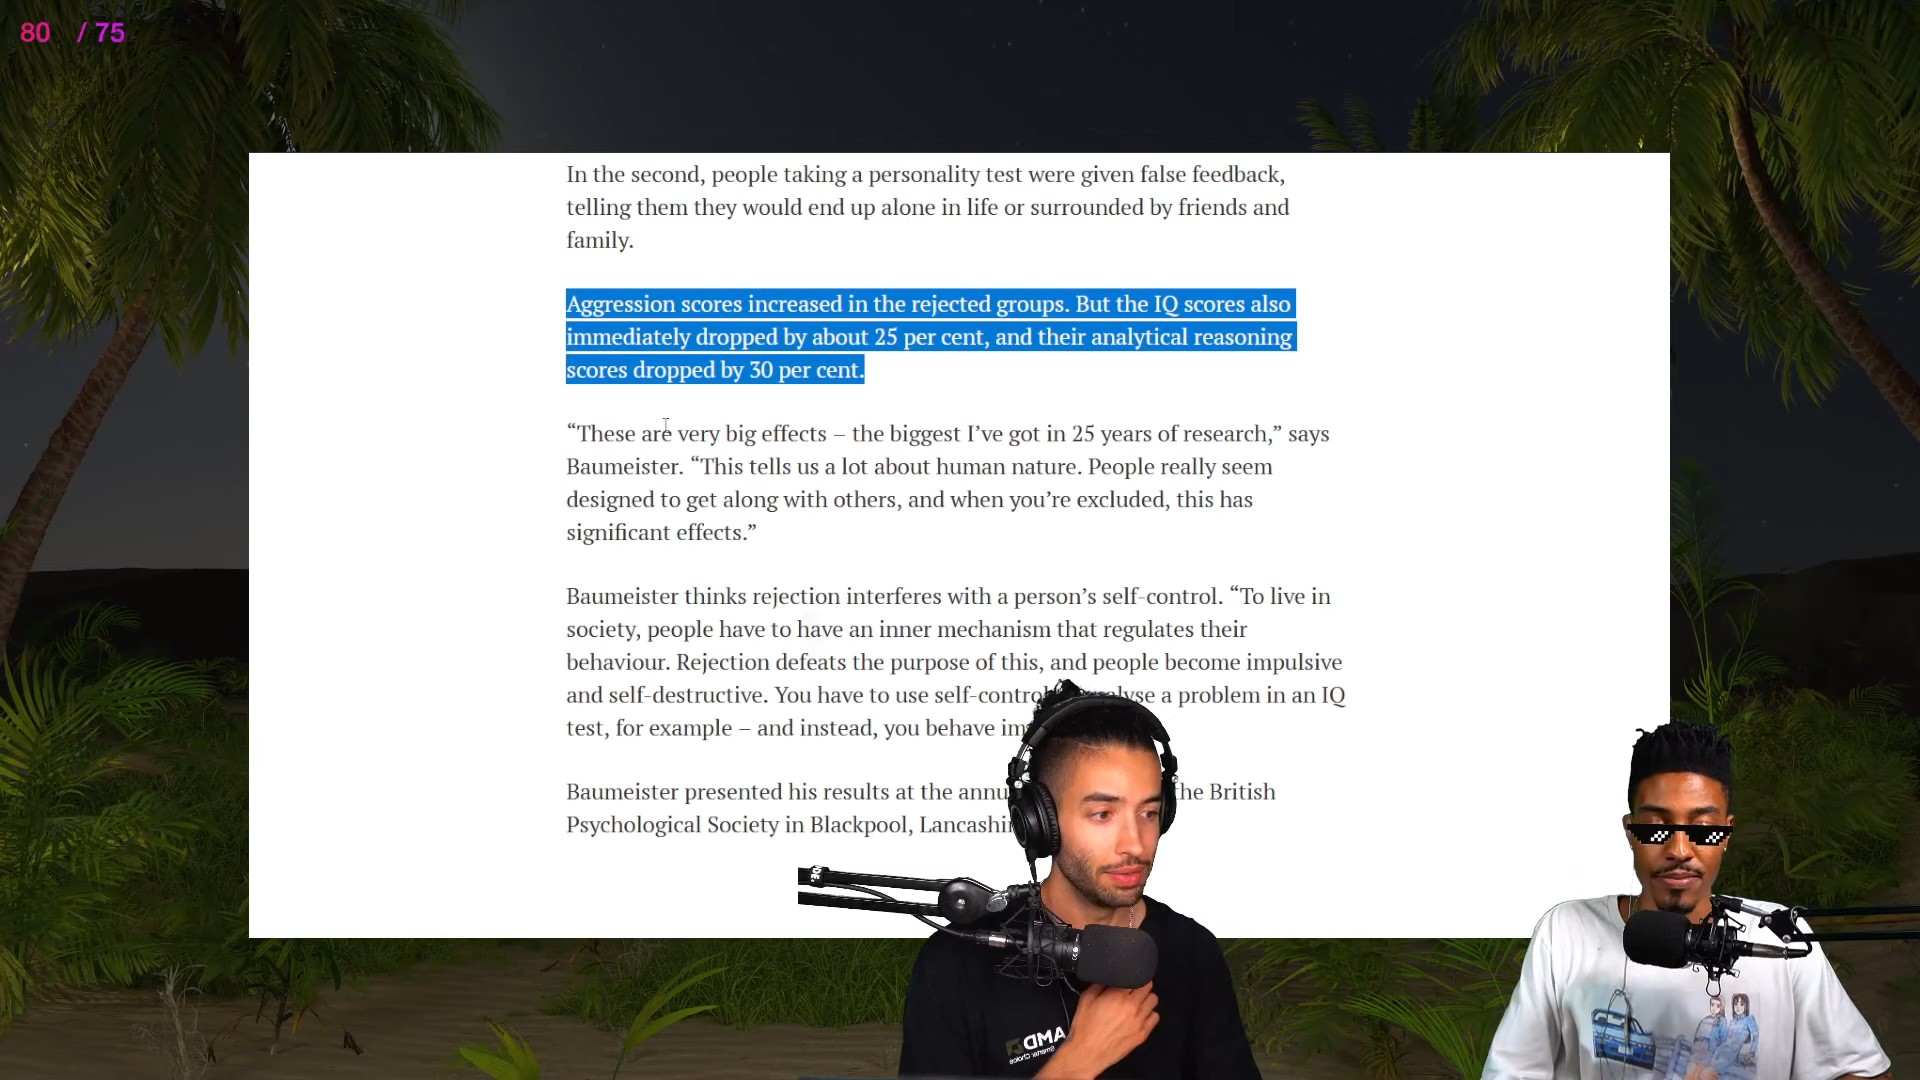 80 / 75
In the second, people taking a personality test were given false feedback,
telling them they would end up alone in life or surrounded by friends and
family.
Aggression scores increased in the rejected groups. But the IQ scores also
immediately dropped by about 25 per cent, and their analytical reasoning
scores dropped by 30 per cent.
“These are very big effects – the biggest I’ve got in 25 years of research,” says
Baumeister. “This tells us a lot about human nature. People really seem
designed to get along with others, and when you’re excluded, this has
significant effects.”
Baumeister thinks rejection interferes with a person’s self-control. “To live in
society, people have to have an inner mechanism that regulates their
behaviour. Rejection defeats the purpose of this, and people become impulsive
and self-destructive. You have to use self-control a problem in an IQ
test, for example – and instead, you behave
Baumeister presented his results at the the British
Psychological Society in Blackpool,
AMD